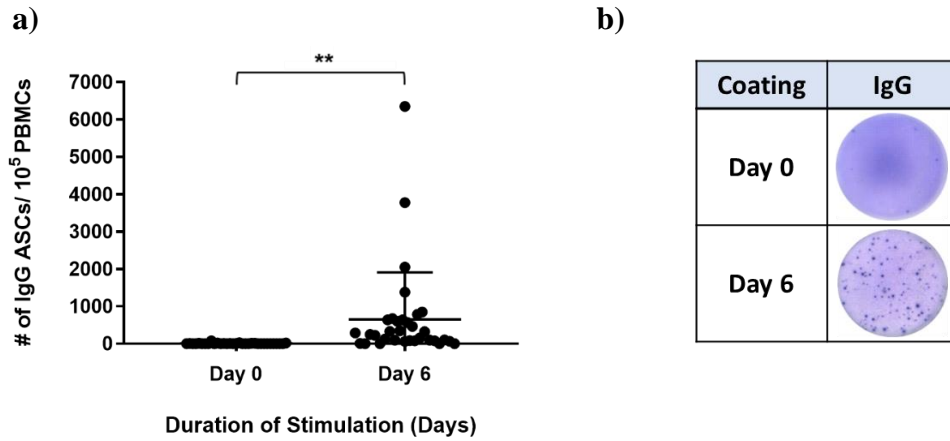 a)
**
7000
6000
5000
4000
3000
2000
1000
0
# of IgG ASCs/ 10⁵ PBMCs
Day 0 Day 6
Duration of Stimulation (Days)
b)
Coating IgG
Day 0
Day 6